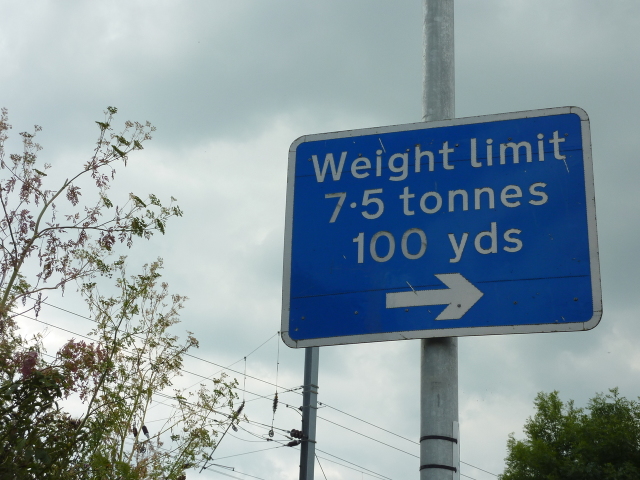 Weight limit
7·5 tonnes
100 yds